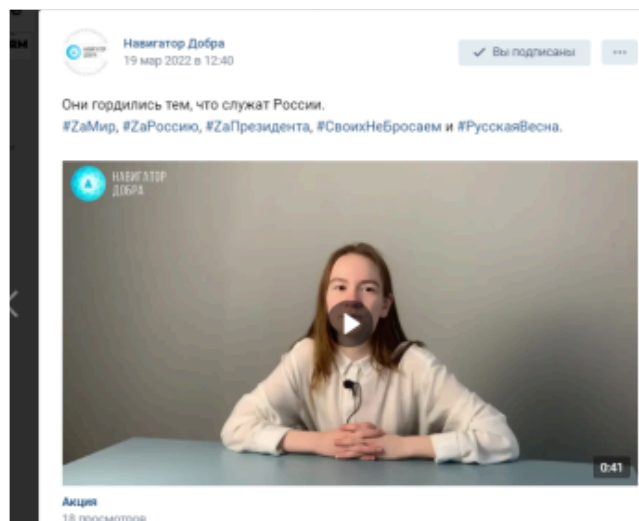 Навигатор Добра
19 мар 2022 в 12:40
Вы подписаны
Они гордились тем, что служат России.
#ZаМир, #ZаРоссию, #ZаПрезидента, #СвоихНеБросаем и #РусскаяВесна.
НАВИГАТОР
ДОБРА
0:41
Акция
18 просмотров